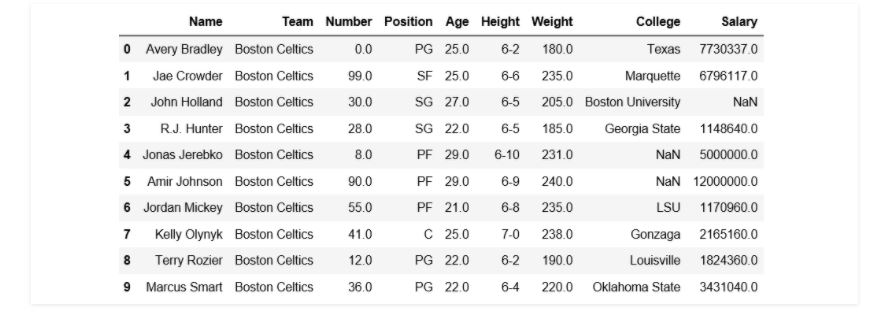 Name Team Number Position Age Height Weight College Salary
0 Avery Bradley Boston Celtics 0.0 PG 25.0 6-2 180.0 Texas 7730337.0
1 Jae Crowder Boston Celtics 99.0 SF 25.0 6-6 235.0 Marquette 6796117.0
2 John Holland Boston Celtics 30.0 SG 27.0 6-5 205.0 Boston University NaN
3 R.J. Hunter Boston Celtics 28.0 SG 22.0 6-5 185.0 Georgia State 1148640.0
4 Jonas Jerebko Boston Celtics 8.0 PF 29.0 6-10 231.0 NaN 5000000.0
5 Amir Johnson Boston Celtics 90.0 PF 29.0 6-9 240.0 NaN 12000000.0
6 Jordan Mickey Boston Celtics 55.0 PF 21.0 6-8 235.0 LSU 1170960.0
7 Kelly Olynyk Boston Celtics 41.0 C 25.0 7-0 238.0 Gonzaga 2165160.0
8 Terry Rozier Boston Celtics 12.0 PG 22.0 6-2 190.0 Louisville 1824360.0
9 Marcus Smart Boston Celtics 36.0 PG 22.0 6-4 220.0 Oklahoma State 3431040.0